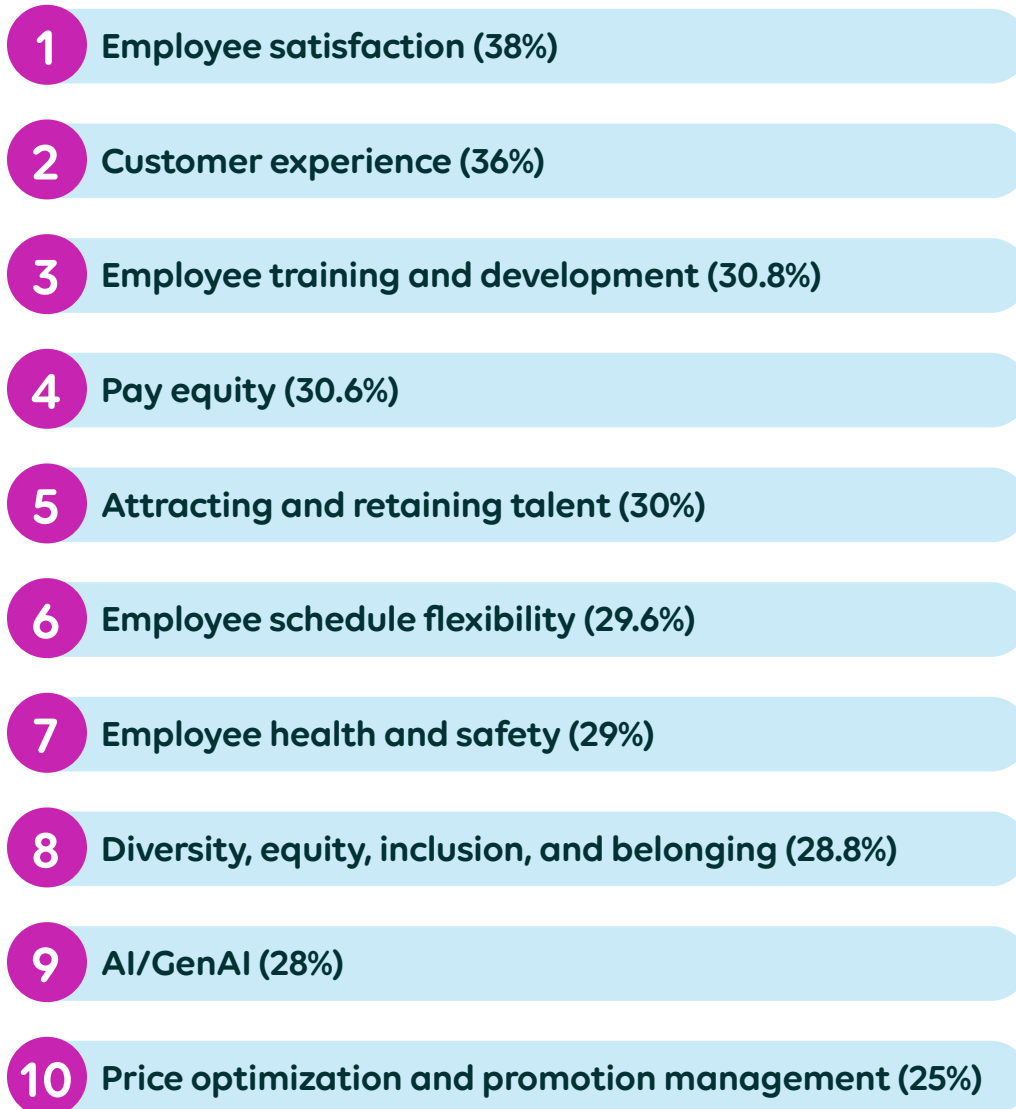 1 Employee satisfaction (38%)
2 Customer experience (36%)
3 Employee training and development (30.8%)
4 Pay equity (30.6%)
5 Attracting and retaining talent (30%)
6 Employee schedule flexibility (29.6%)
7 Employee health and safety (29%)
8 Diversity, equity, inclusion, and belonging (28.8%)
9 AI/GenAI (28%)
10 Price optimization and promotion management (25%)